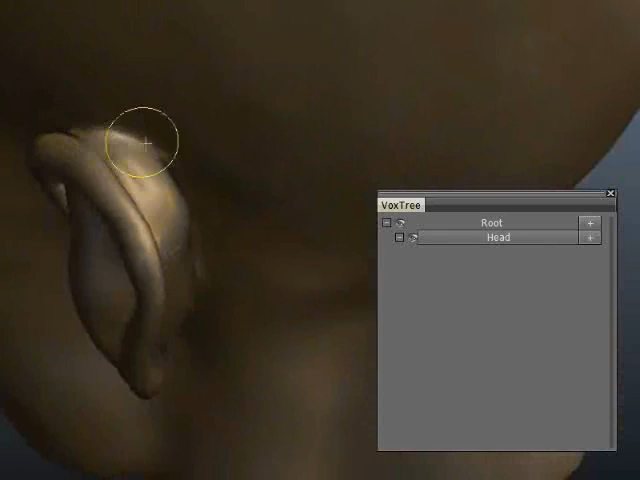 VoxTree
Root +
Head +